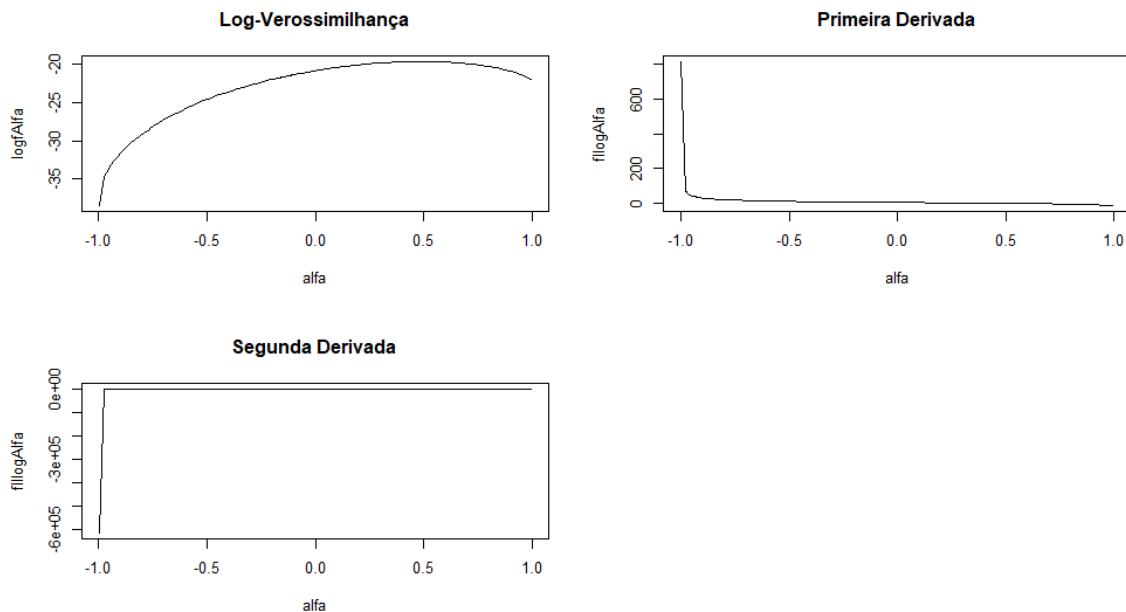 Log-Verossimilhança
logfAlfa
-20
-25
-30
-35
-1.0 -0.5 0.0 0.5 1.0
alfa
Primeira Derivada
fIlogAlfa
600
200
0
-1.0 -0.5 0.0 0.5 1.0
alfa
Segunda Derivada
fIIlogAlfa
0e+00
-3e+05
-6e+05
-1.0 -0.5 0.0 0.5 1.0
alfa